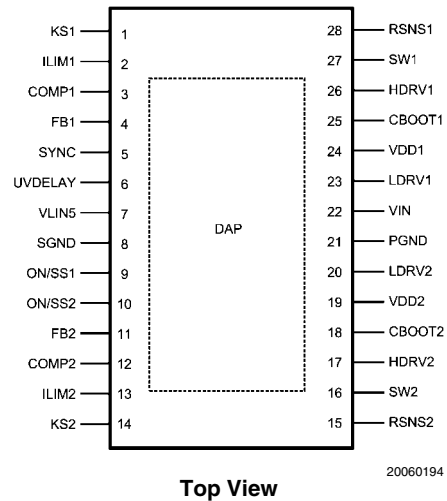 KS1 1 28 RSNS1
ILIM1 2 27 SW1
COMP1 3 26 HDRV1
FB1 4 25 CBOOT1
SYNC 5 24 VDD1
UVDELAY 6 23 LDRV1
VLIN5 7 22 VIN
DAP
SGND 8 21 PGND
ON/SS1 9 20 LDRV2
ON/SS2 10 19 VDD2
FB2 11 18 CBOOT2
COMP2 12 17 HDRV2
ILIM2 13 16 SW2
KS2 14 15 RSNS2
20060194
Top View